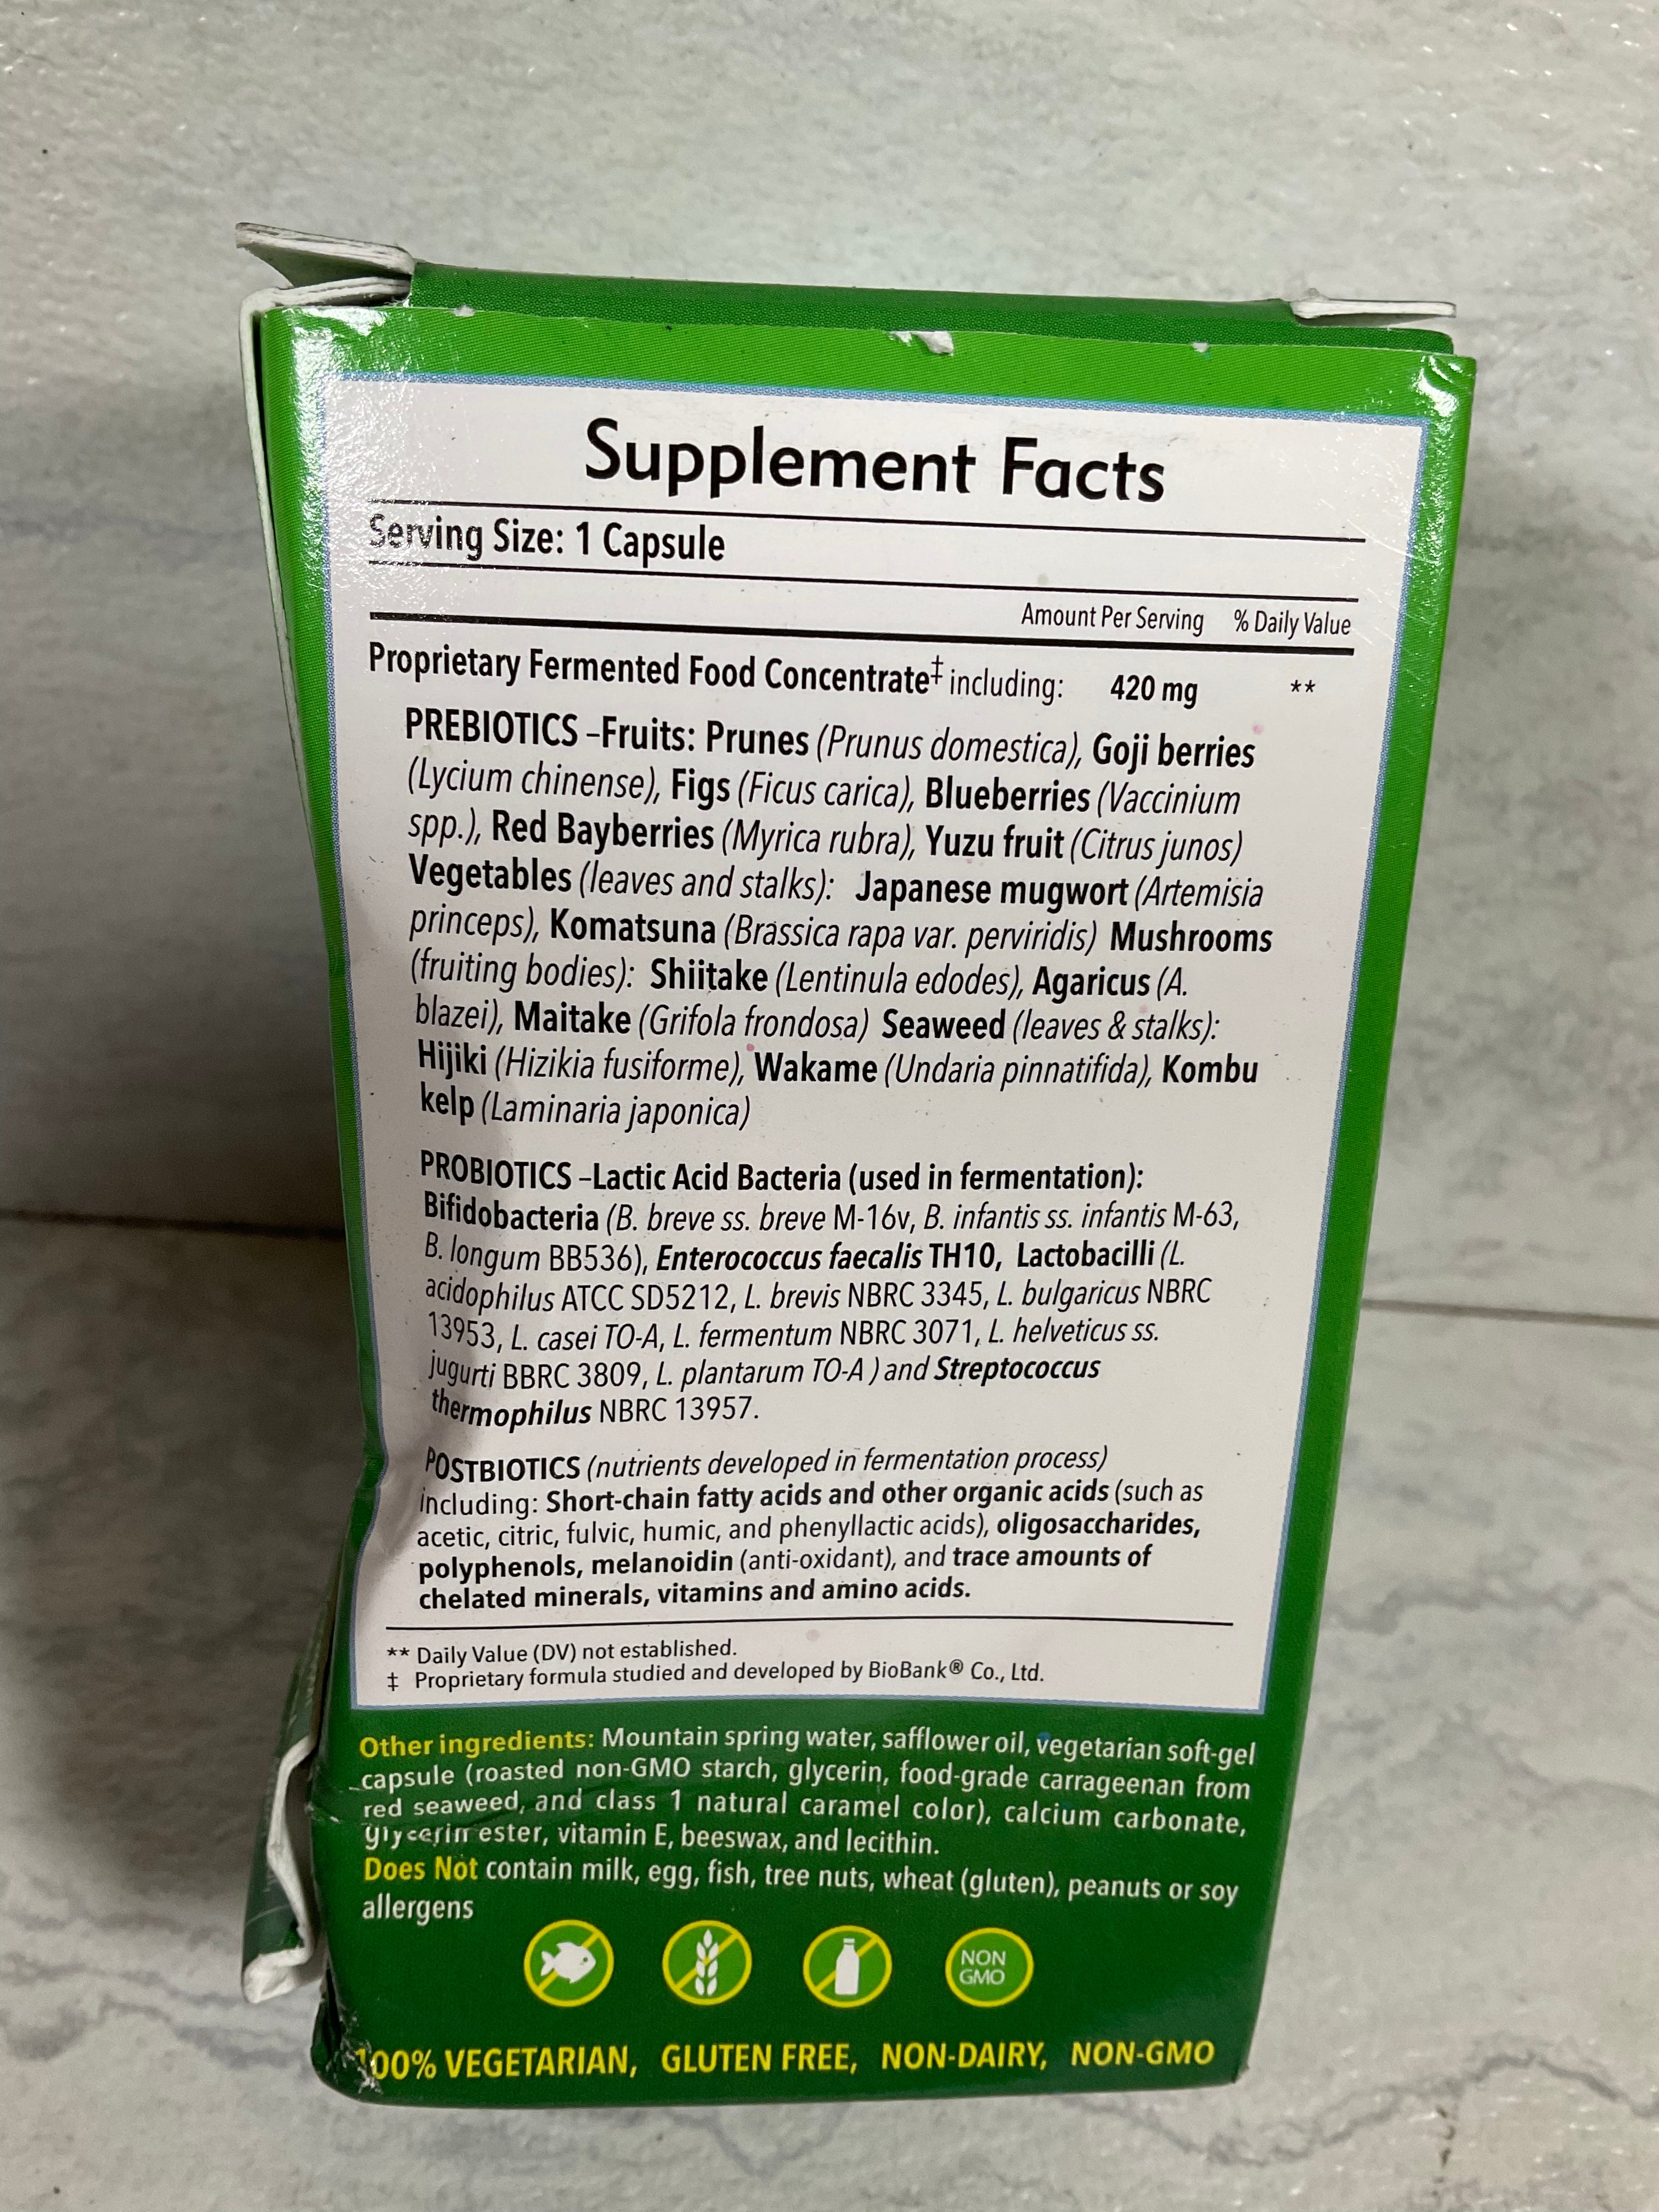 Supplement Facts
Serving Size: 1 Capsule
Amount Per Serving % Daily Value
Proprietary Fermented Food Concentrate‡ including: 420 mg **
PREBIOTICS –Fruits: Prunes (Prunus domestica), Goji berries
(Lycium chinense), Figs (Ficus carica), Blueberries (Vaccinium
spp.), Red Bayberries (Myrica rubra), Yuzu fruit (Citrus junos)
Vegetables (leaves and stalks): Japanese mugwort (Artemisia
princeps), Komatsuna (Brassica rapa var. perviridis) Mushrooms
(fruiting bodies): Shiitake (Lentinula edodes), Agaricus (A.
blazei), Maitake (Grifola frondosa) Seaweed (leaves & stalks):
Hijiki (Hizikia fusiforme), Wakame (Undaria pinnatifida), Kombu
kelp (Laminaria japonica)
PROBIOTICS –Lactic Acid Bacteria (used in fermentation):
Bifidobacteria (B. breve ss. breve M-16v, B. infantis ss. infantis M-63,
B. longum BB536), Enterococcus faecalis TH10, Lactobacilli (L.
acidophilus ATCC SD5212, L. brevis NBRC 3345, L. bulgaricus NBRC
13953, L. casei TO-A, L. fermentum NBRC 3071, L. helveticus ss.
jugurti BBRC 3809, L. plantarum TO-A ) and Streptococcus
thermophilus NBRC 13957.
POSTBIOTICS (nutrients developed in fermentation process)
including: Short-chain fatty acids and other organic acids (such as
acetic, citric, fulvic, humic, and phenyllactic acids), oligosaccharides,
polyphenols, melanoidin (anti-oxidant), and trace amounts of
chelated minerals, vitamins and amino acids.
** Daily Value (DV) not established.
‡ Proprietary formula studied and developed by BioBank® Co., Ltd.
Other ingredients: Mountain spring water, safflower oil, vegetarian soft-gel
capsule (roasted non-GMO starch, glycerin, food-grade carrageenan from
red seaweed, and class 1 natural caramel color), calcium carbonate,
glycerin ester, vitamin E, beeswax, and lecithin.
Does Not contain milk, egg, fish, tree nuts, wheat (gluten), peanuts or soy
allergens
NON
GMO
100% VEGETARIAN, GLUTEN FREE, NON-DAIRY, NON-GMO